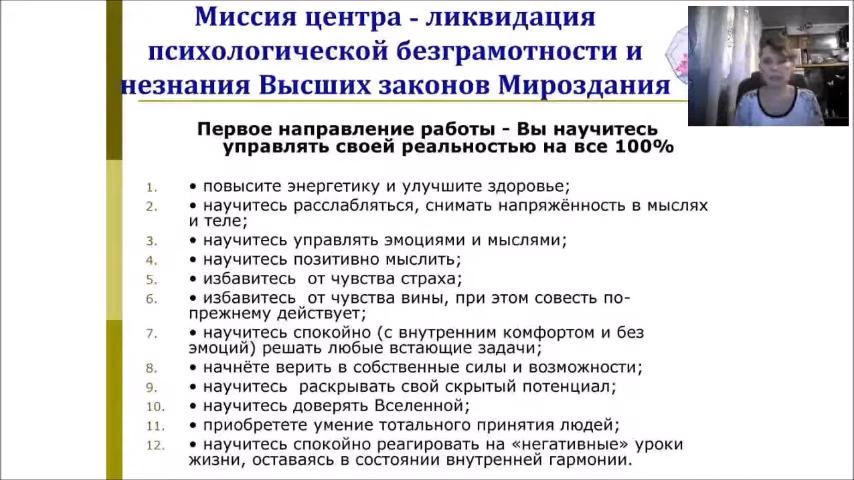 Миссия центра - ликвидация
психологической безграмотности и
незнания Высших законов Мироздания
Первое направление работы - Вы научитесь
управлять своей реальностью на все 100%
1. • повысите энергетику и улучшите здоровье;
2. • научитесь расслабляться, снимать напряжённость в мыслях
и теле;
3. • научитесь управлять эмоциями и мыслями;
4. • научитесь позитивно мыслить;
5. • избавитесь от чувства страха;
6. • избавитесь от чувства вины, при этом совесть по-
прежнему действует;
7. • научитесь спокойно (с внутренним комфортом и без
эмоций) решать любые встающие задачи;
8. • начнёте верить в собственные силы и возможности;
9. • научитесь раскрывать свой скрытый потенциал;
10. • научитесь доверять Вселенной;
11. • приобретете умение тотального принятия людей;
12. • научитесь спокойно реагировать на «негативные» уроки
жизни, оставаясь в состоянии внутренней гармонии.